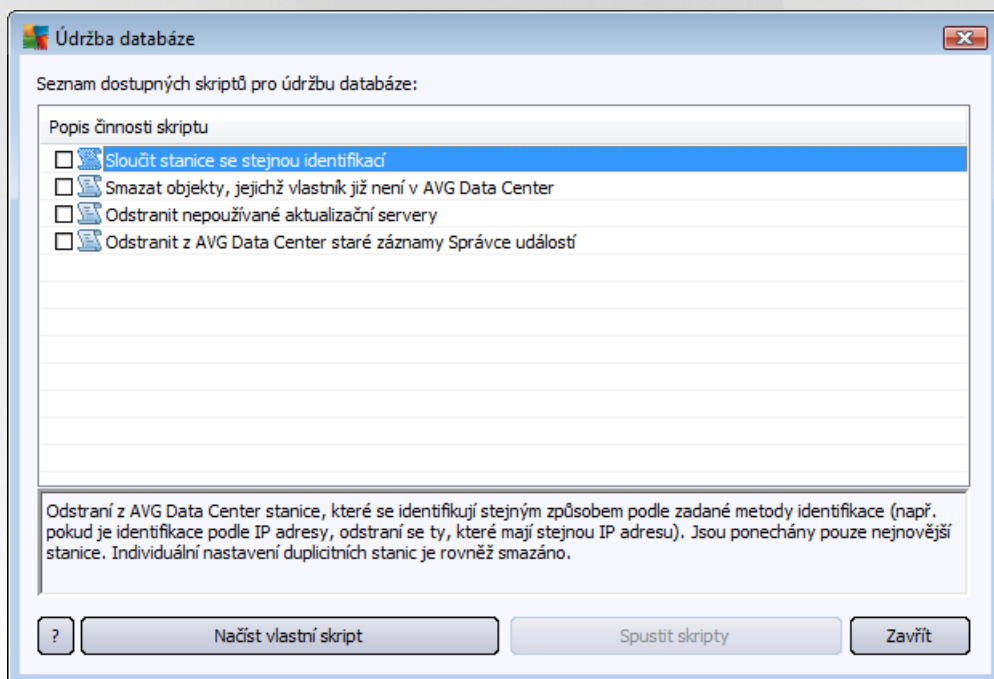 Údržba databáze
Seznam dostupných skriptů pro údržbu databáze:
Popis činnosti skriptu
Sloučit stanice se stejnou identifikací
Smazat objekty, jejichž vlastník již není v AVG Data Center
Odstranit nepoužívané aktualizační servery
Odstranit z AVG Data Center staré záznamy Správce událostí
Odstraní z AVG Data Center stanice, které se identifikují stejným způsobem podle zadané metody identifikace (např.
pokud je identifikace podle IP adresy, odstraní se ty, které mají stejnou IP adresu). Jsou ponechány pouze nejnovější
stanice. Individuální nastavení duplicitních stanic je rovněž smazáno.
? Načíst vlastní skript Spustit skripty Zavřít